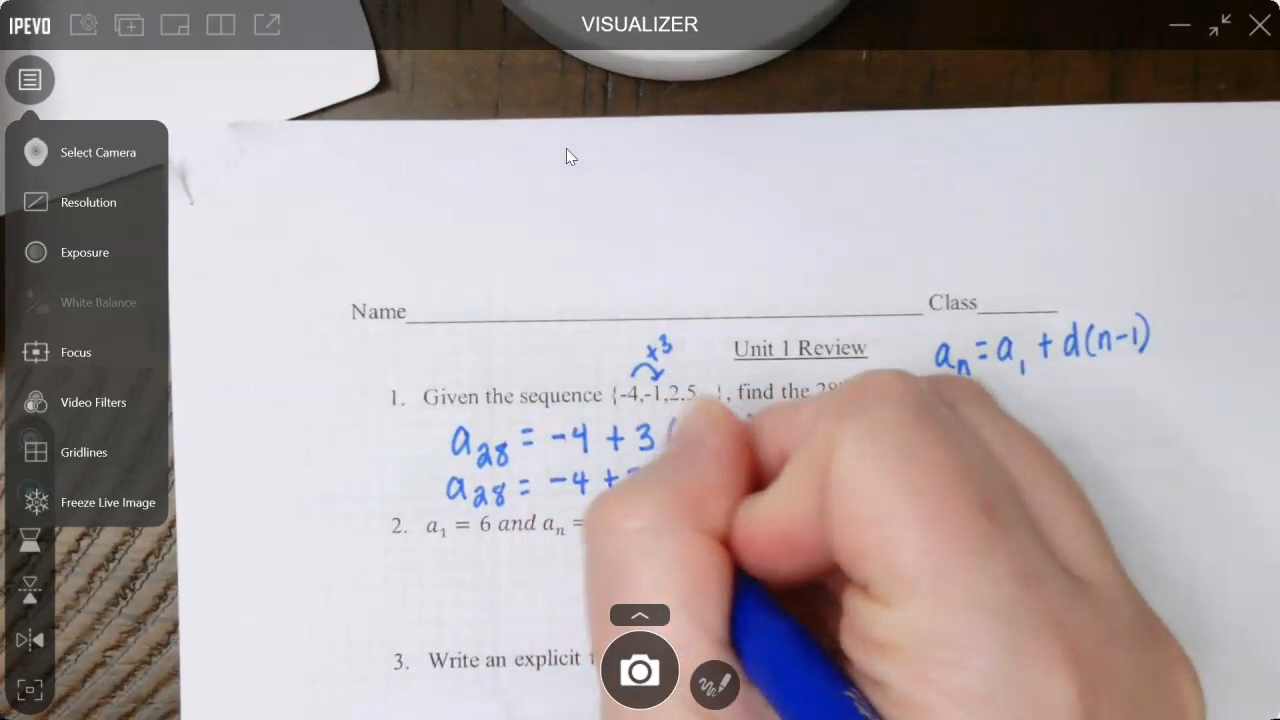 IPEVO
VISUALIZER
Select Camera
Resolution
Exposure
White Balance
Focus
Video Filters
Gridlines
Freeze Live Image
Name Class
Unit 1 Review
aₙ = a₁ + d(n-1)
+3
1. Given the sequence {-4,-1,2,5 }, find the
a₂₈ = -4 + 3 (
a₂₈ = -4 +
2. a₁ = 6 and aₙ =
3. Write an explicit